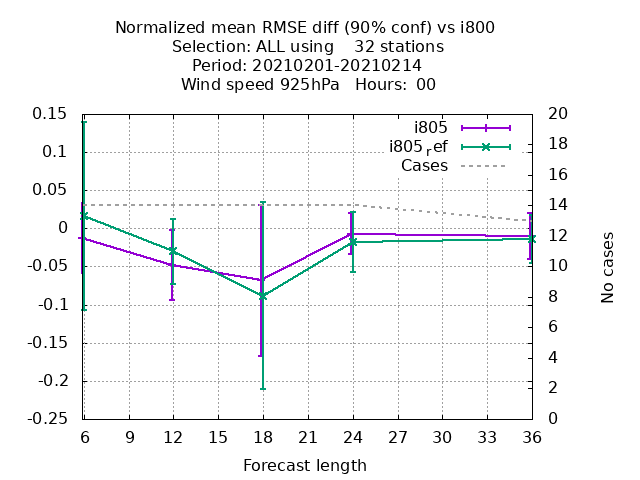 Normalized mean RMSE diff (90% conf) vs i800
Selection: ALL using    32 stations
Period: 20210201-20210214
Wind speed 925hPa   Hours:  00
0.15
0.1
0.05
0
-0.05
-0.1
-0.15
-0.2
-0.25
20
18
16
14
12
10
8
6
4
2
0
i805
i805ref
Cases
No cases
6 9 12 15 18 21 24 27 30 33 36
Forecast length